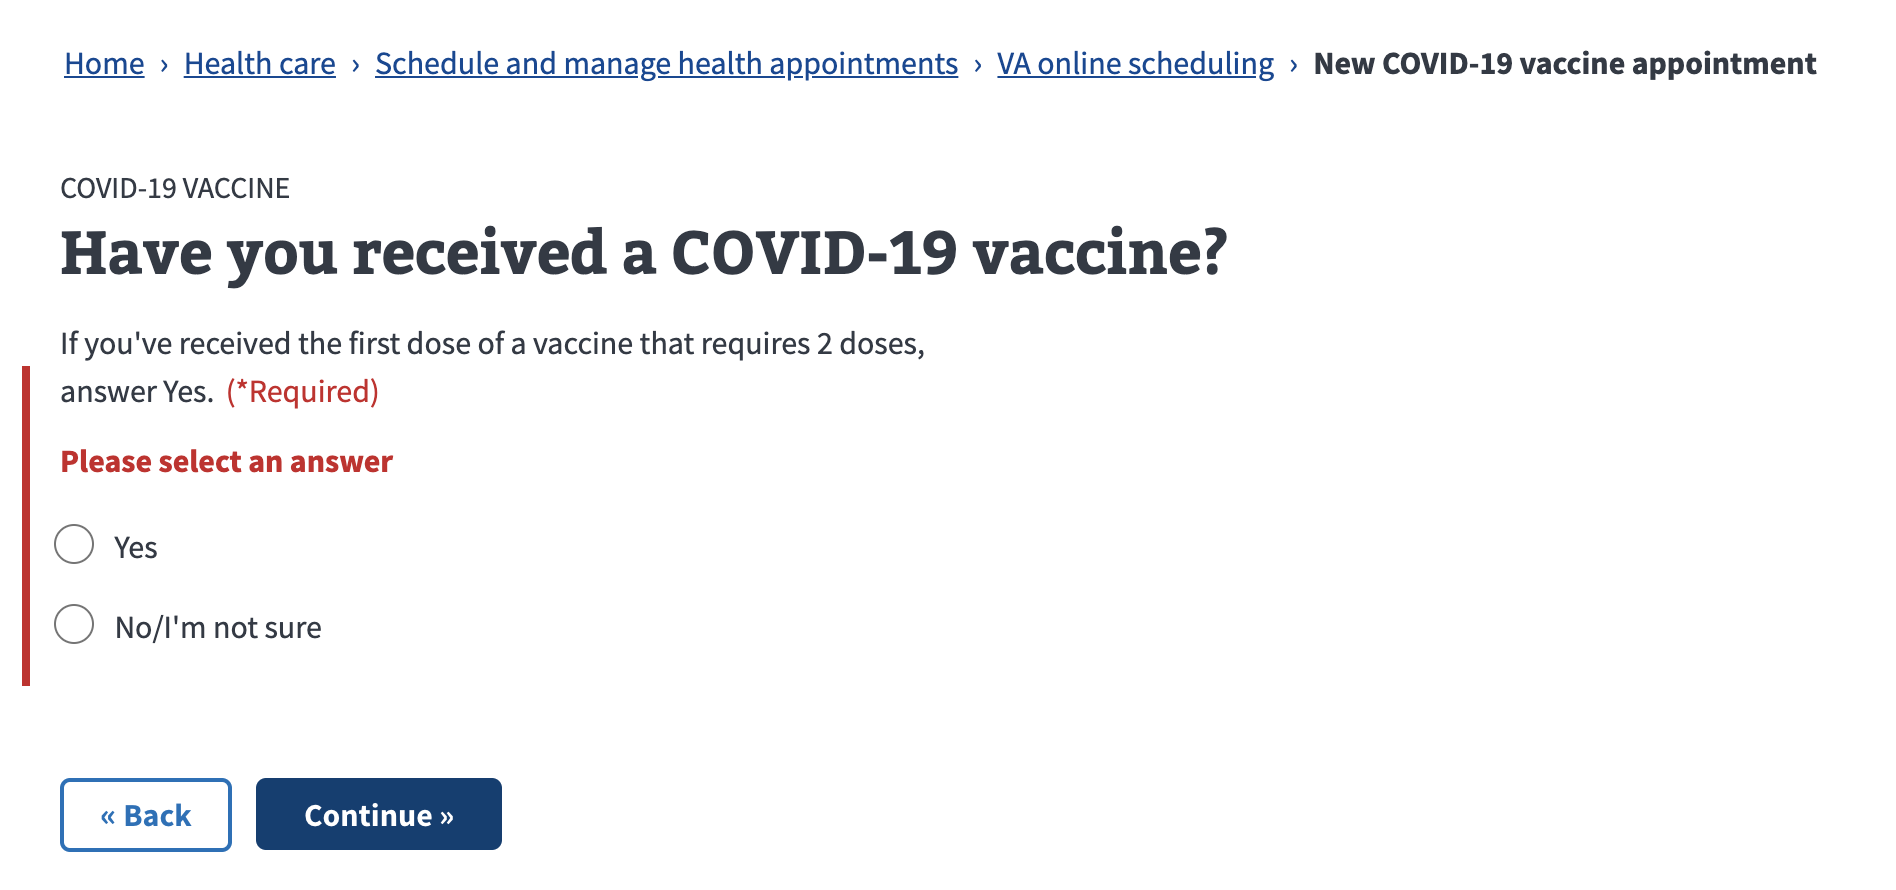 Home › Health care › Schedule and manage health appointments › VA online scheduling › New COVID-19 vaccine appointment
COVID-19 VACCINE
Have you received a COVID-19 vaccine?
If you've received the first dose of a vaccine that requires 2 doses,
answer Yes. (*Required)
Please select an answer
Yes
No/I'm not sure
« Back Continue »